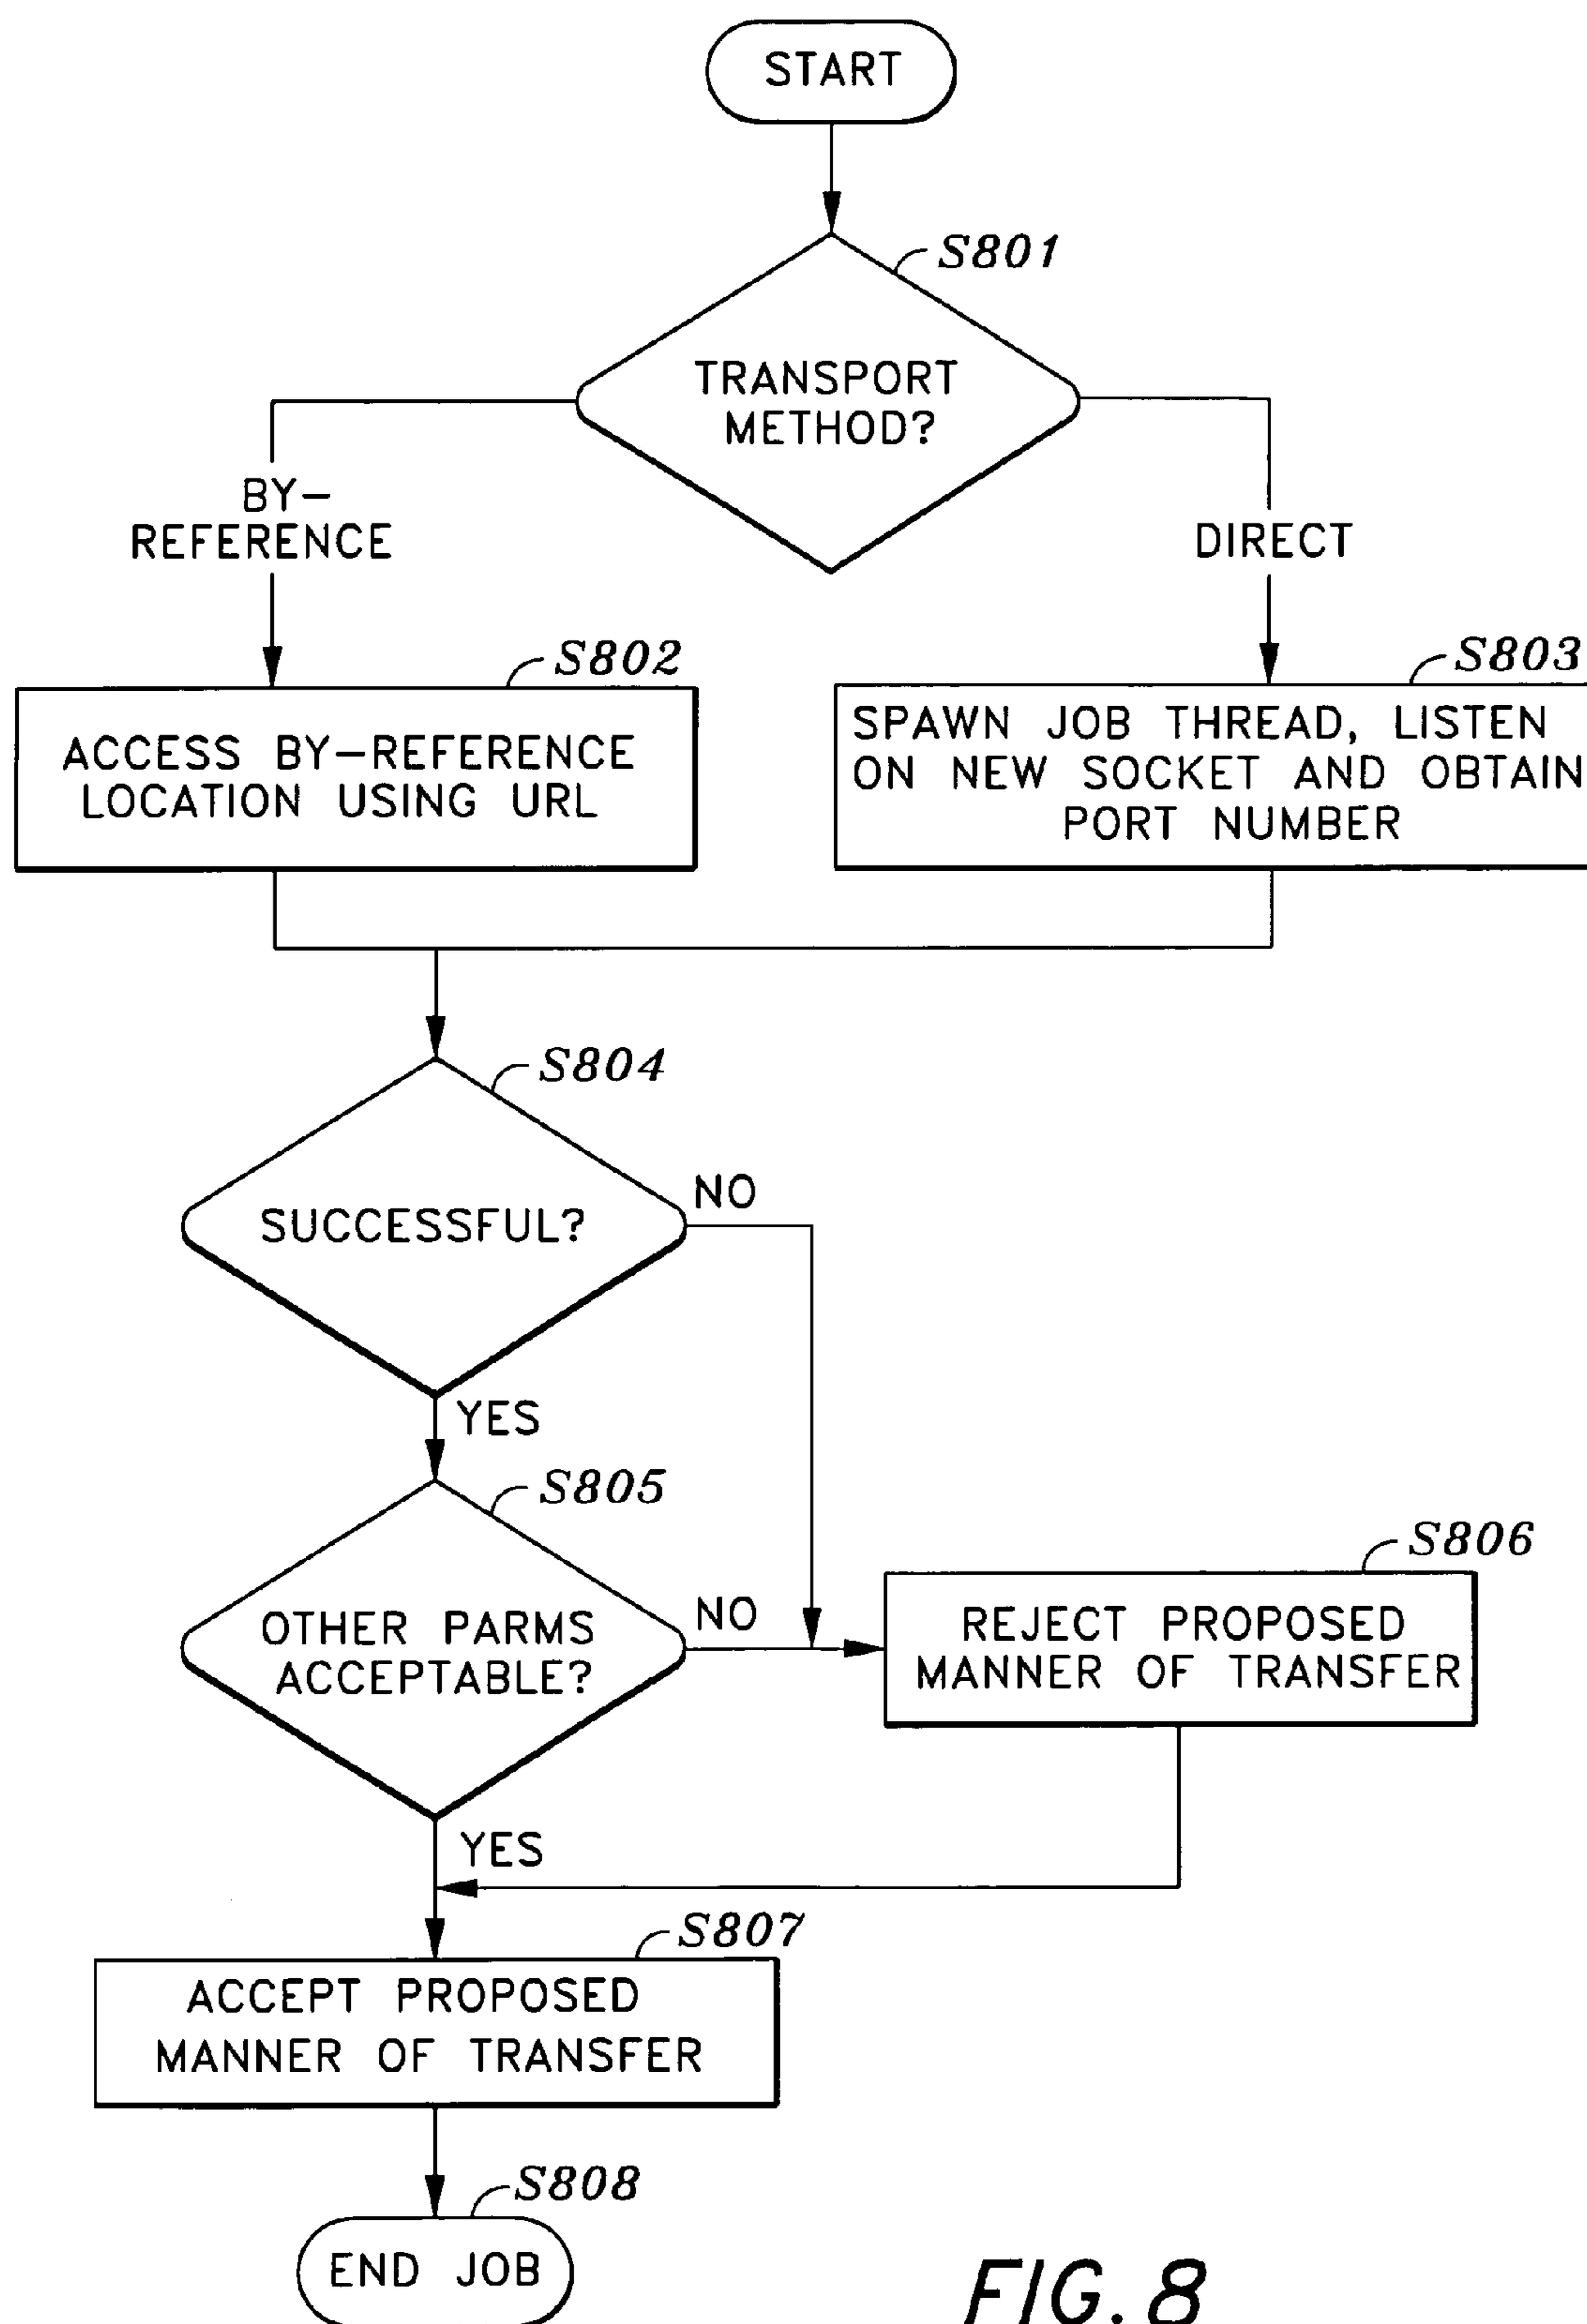 START
S801
TRANSPORT
METHOD?
BY-
REFERENCE
DIRECT
S802
S803
ACCESS BY-REFERENCE
LOCATION USING URL
SPAWN JOB THREAD, LISTEN
ON NEW SOCKET AND OBTAIN
PORT NUMBER
S804
SUCCESSFUL?
NO
YES
S805
OTHER PARMS
ACCEPTABLE?
NO
S806
REJECT PROPOSED
MANNER OF TRANSFER
YES
S807
ACCEPT PROPOSED
MANNER OF TRANSFER
S808
END JOB
FIG. 8